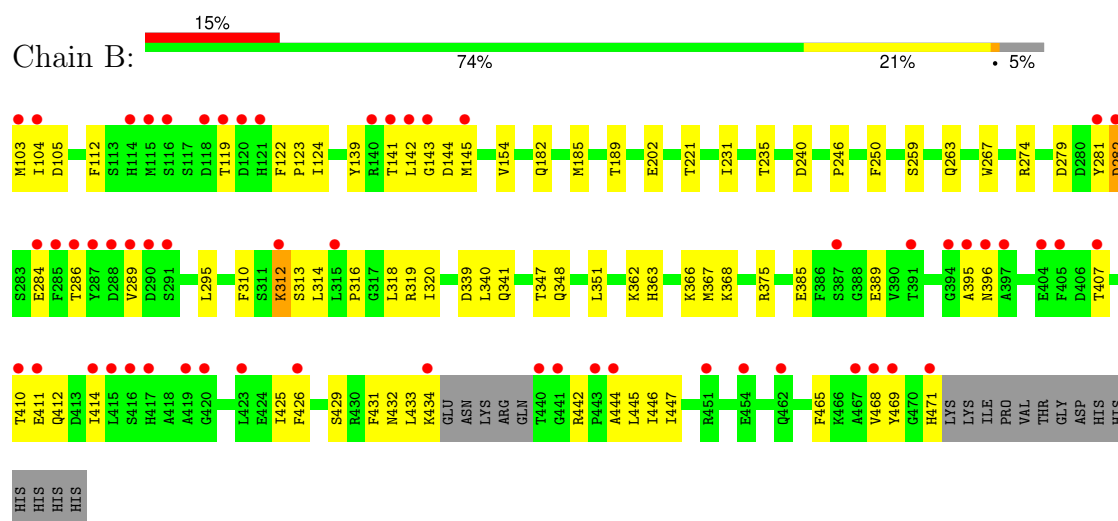 15%
Chain B:
74% 21% • 5%
M103 I104 D105 F112 S113 H114 M115 S116 S117 D118 T119 D120 H121 F122 P123 I124 Y139 R140 T141 L142 G143 D144 M145 V154 Q182 M185 T189 E202 T221 I231 T235 D240 P246 F250 S259 Q263 W267 R274 D279 D280 Y281 D282
S283 E284 F285 T286 Y287 D288 V289 D290 S291 L295 F310 S311 K312 S313 L314 L315 P316 G317 L318 R319 I320 D339 L340 Q341 T347 Q348 L351 K362 H363 K366 M367 K368 R375 E385 F386 S387 G388 E389 V390 T391 G394 A395 N396 A397 E404 F405 D406 T407
T410 E411 Q412 D413 I414 L415 S416 H417 A418 A419 G420 L423 E424 I425 F426 S429 R430 F431 N432 L433 K434 GLU ASN LYS ARG GLN T440 G441 R442 P443 A444 L445 I446 I447 R451 E454 Q462 F465 K466 A467 V468 Y469 G470 H471 LYS LYS ILE PRO VAL THR GLY ASP HIS HIS
HIS HIS HIS HIS